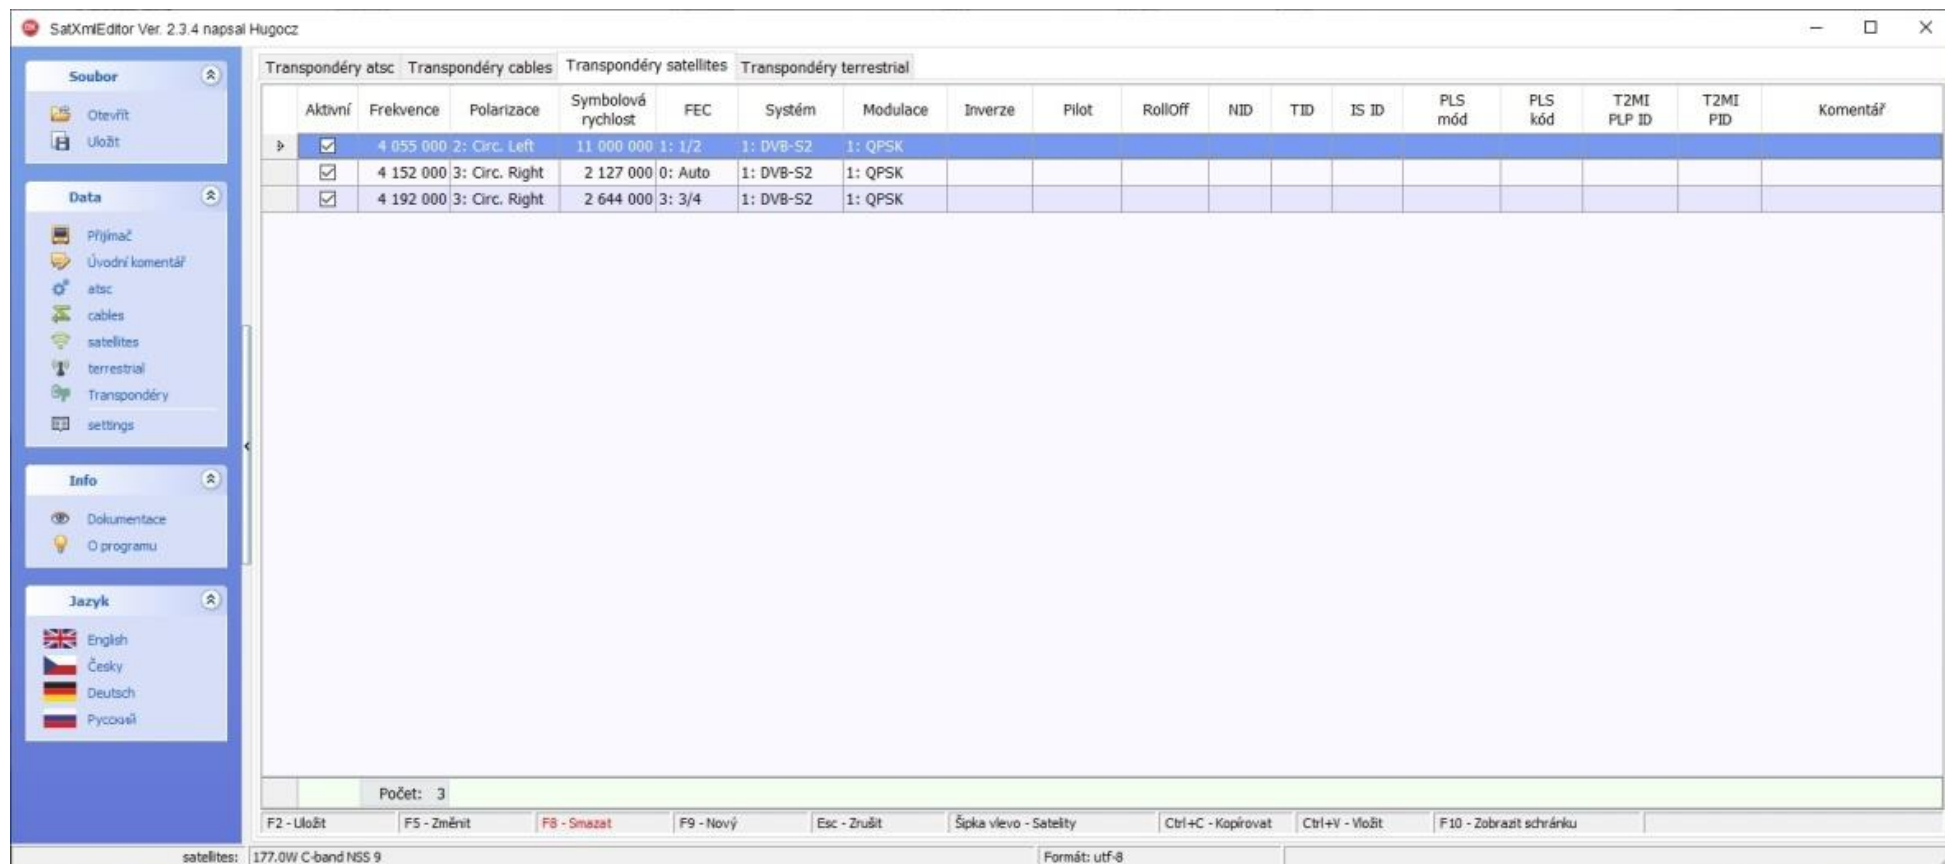 SatXmlEditor Ver. 2.3.4 napsal Hugocz
Soubor
Otevřít
Uložit
Data
Přijímač
Úvodní komentář
atsc
cables
satellites
terrestrial
Transpondéry
settings
Info
Dokumentace
O programu
Jazyk
English
Česky
Deutsch
Русский
Transpondéry atsc Transpondéry cables Transpondéry satellites Transpondéry terrestrial
Aktivní Frekvence Polarizace Symbolová rychlost FEC Systém Modulace Inverze Pilot RollOff NID TID IS ID PLS mód PLS kód T2MI PLP ID T2MI PID Komentář
4 055 000 2: Circ. Left 11 000 000 1: 1/2 1: DVB-S2 1: QPSK
4 152 000 3: Circ. Right 2 127 000 0: Auto 1: DVB-S2 1: QPSK
4 192 000 3: Circ. Right 2 644 000 3: 3/4 1: DVB-S2 1: QPSK
Počet: 3
F2 - Uložit F5 - Změnit F8 - Smazat F9 - Nový Esc - Zrušit Šipka vlevo - Satelity Ctrl+C - Kopírovat Ctrl+V - Vložit F10 - Zobrazit schránku
satellites: 177.0W C-band NSS 9 Formát: utf-8